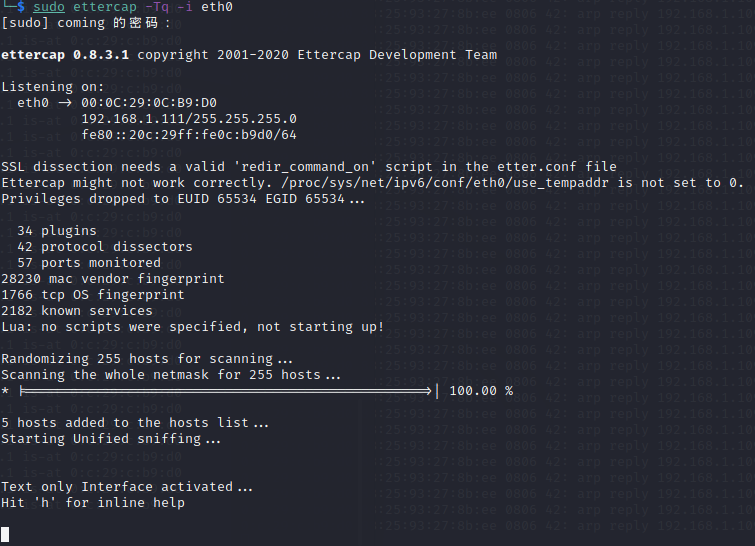 └─$ sudo ettercap -Tq -i eth0
[sudo] coming 的密码：
ettercap 0.8.3.1 copyright 2001-2020 Ettercap Development Team
Listening on:
eth0 -> 00:0C:29:0C:B9:D0
192.168.1.111/255.255.255.0
fe80::20c:29ff:fe0c:b9d0/64
SSL dissection needs a valid 'redir_command_on' script in the etter.conf file
Ettercap might not work correctly. /proc/sys/net/ipv6/conf/eth0/use_tempaddr is not set to 0.
Privileges dropped to EUID 65534 EGID 65534...
34 plugins
42 protocol dissectors
57 ports monitored
28230 mac vendor fingerprint
1766 tcp OS fingerprint
2182 known services
Lua: no scripts were specified, not starting up!
Randomizing 255 hosts for scanning...
Scanning the whole netmask for 255 hosts...
* |==================================================>| 100.00 %
5 hosts added to the hosts list...
Starting Unified sniffing...
Text only Interface activated...
Hit 'h' for inline help